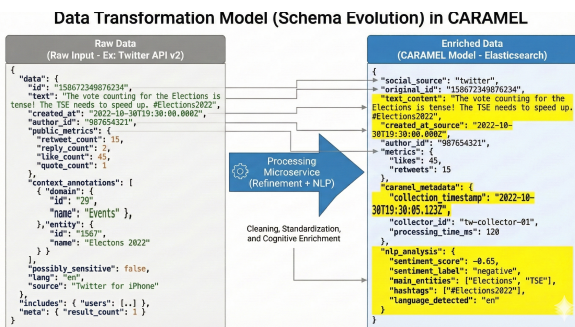 Data Transformation Model (Schema Evolution) in CARAMEL
Raw Data
(Raw Input - Ex: Twitter API v2)
{
"data": {
"id": "158672349876234",
"text": "The vote counting for the Elections is
tense! The TSE needs to speed up. #Elections2022",
"created_at": "2022-10-30T19:30:00.000Z",
"author_id": "987654321",
"public_metrics": {
"retweet_count": 15,
"reply_count": 2,
"like_count": 45,
"quote_count": 1
},
"context_annotations": [
{ "domain": {
"id": "29",
"name": "Events" },
},"entity": {
"id": "1567",
"name": "Electons 2022"
} }
],
"possibly_sensitive": false,
"lang": "en",
"source": "Twitter for iPhone"
},
"includes": { "users": [..] },
"meta": { "result_count": 1 }
}
Processing
Microservice
(Refinement + NLP)
Cleaning, Standardization,
and Cognitive Enrichment
Enriched Data
(CARAMEL Model - Elasticsearch)
{
"social_source": "twitter",
"original_id": "158672349876234",
"text_content": "The vote counting for the
Elections is tense! The TSE needs to speed up.
#Elections2022",
"created_at_source": "2022-10-
30T19:30:00.000Z",
"author_id": "987654321",
"metrics": {
"likes": 45,
"retweets": 15
},
"caramel_metadata": {
"collection_timestamp": "2022-10-
30T19:30:05.123Z",
"collector_id": "tw-collector-01",
"processing_time_ms": 120
},
"nlp_analysis": {
"sentiment_score": -0.65,
"sentiment_label": "negative",
"main_entities": ["Elections", "TSE"],
"hashtags": ["#Elections2022"],
"language_detected": "en"
}
}